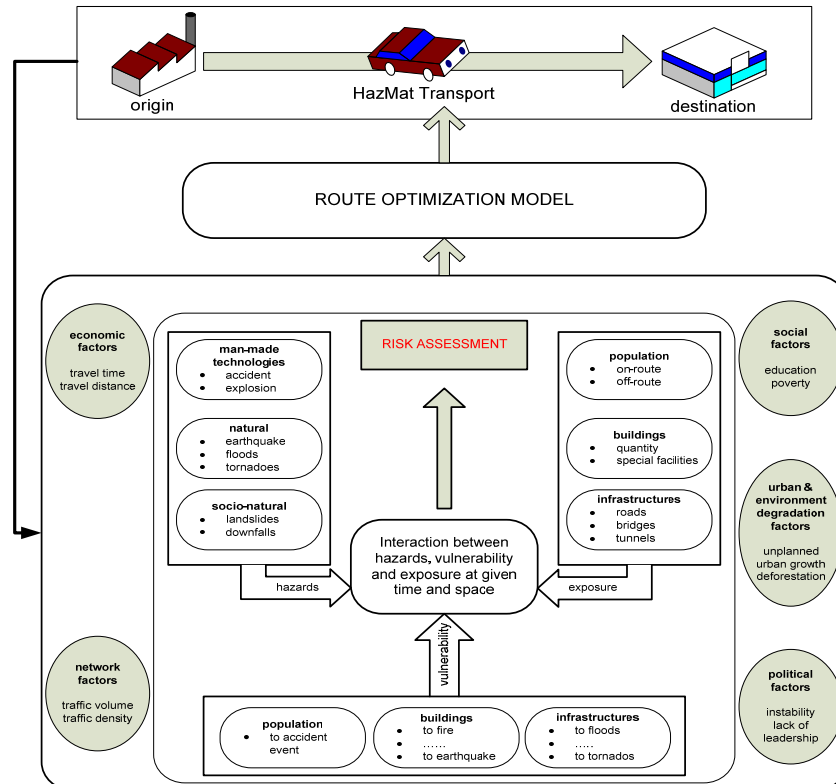 origin
HazMat Transport
destination
ROUTE OPTIMIZATION MODEL
economic
factors
travel time
travel distance
man-made
technologies
• accident
• explosion
natural
• earthquake
• floods
• tornadoes
socio-natural
• landslides
• downfalls
hazards
RISK ASSESSMENT
Interaction between
hazards, vulnerability
and exposure at given
time and space
population
• on-route
• off-route
buildings
• quantity
• special facilities
infrastructures
• roads
• bridges
• tunnels
exposure
social
factors
education
poverty
urban &
environment
degradation
factors
unplanned
urban growth
deforestation
network
factors
traffic volume
traffic density
vulnerability
population
• to accident
event
buildings
• to fire
• ......
• to earthquake
infrastructures
• to floods
• .....
• to tornados
political
factors
instability
lack of
leadership